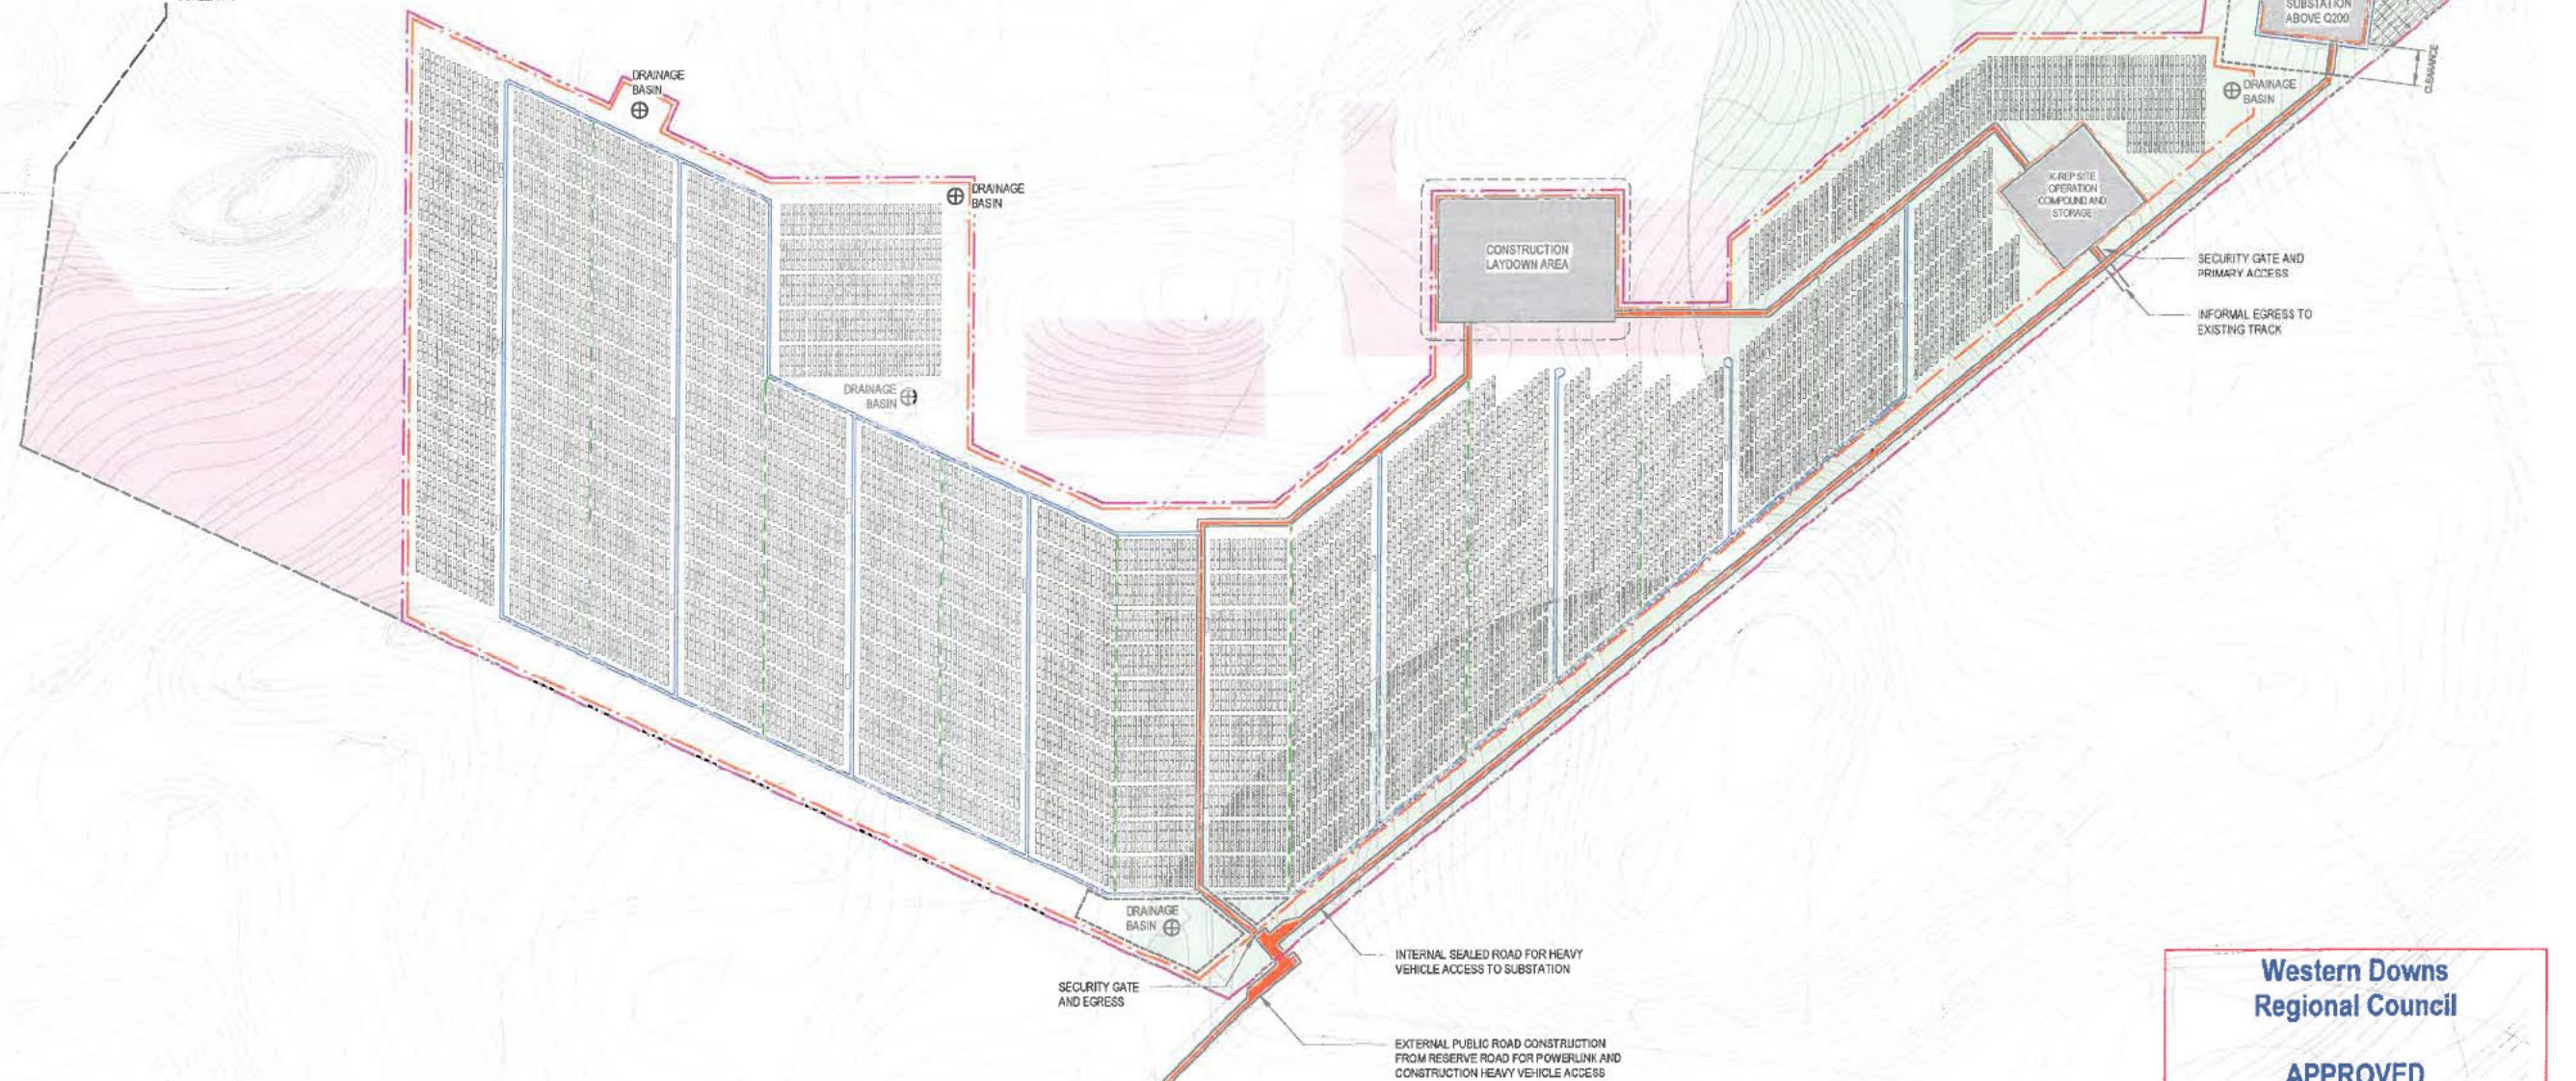 SUBSTATION
ABOVE Q200
CLEARANCE
DRAINAGE
BASIN
DRAINAGE
BASIN
DRAINAGE
BASIN
K-REP SITE
OPERATION
COMPOUND AND
STORAGE
CONSTRUCTION
LAYDOWN AREA
SECURITY GATE AND
PRIMARY ACCESS
INFORMAL EGRESS TO
EXISTING TRACK
DRAINAGE
BASIN
DRAINAGE
BASIN
INTERNAL SEALED ROAD FOR HEAVY
VEHICLE ACCESS TO SUBSTATION
SECURITY GATE
AND EGRESS
EXTERNAL PUBLIC ROAD CONSTRUCTION
FROM RESERVE ROAD FOR POWERLINK AND
CONSTRUCTION HEAVY VEHICLE ACCESS
Western Downs
Regional Council
APPROVED